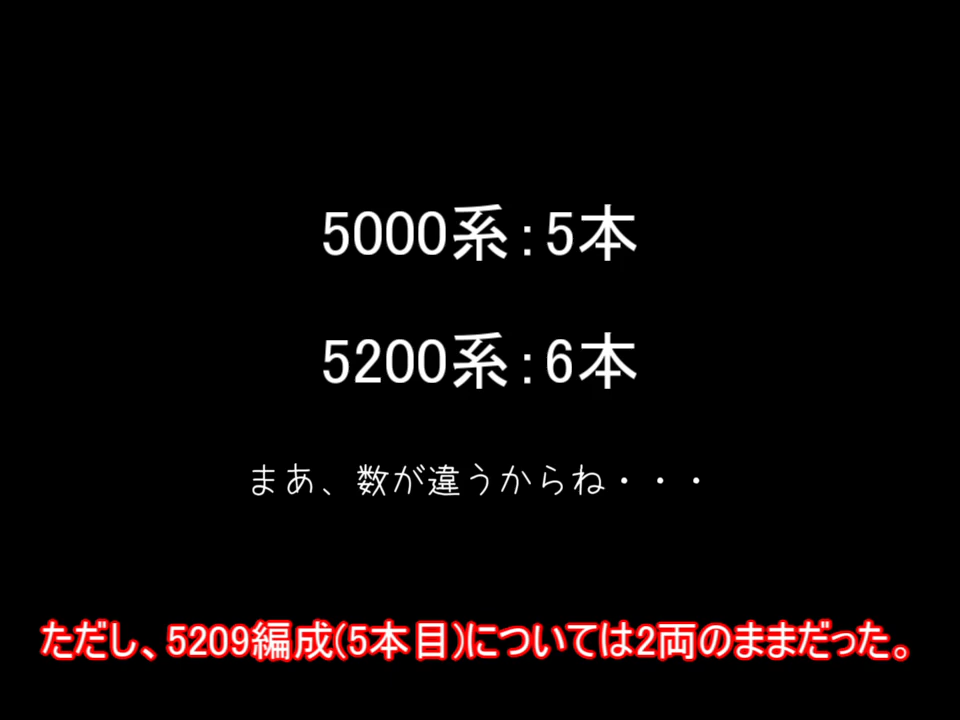 5000系：5本
5200系：6本
まあ、数が違うからね・・・
ただし、5209編成(5本目)については2両のままだった。